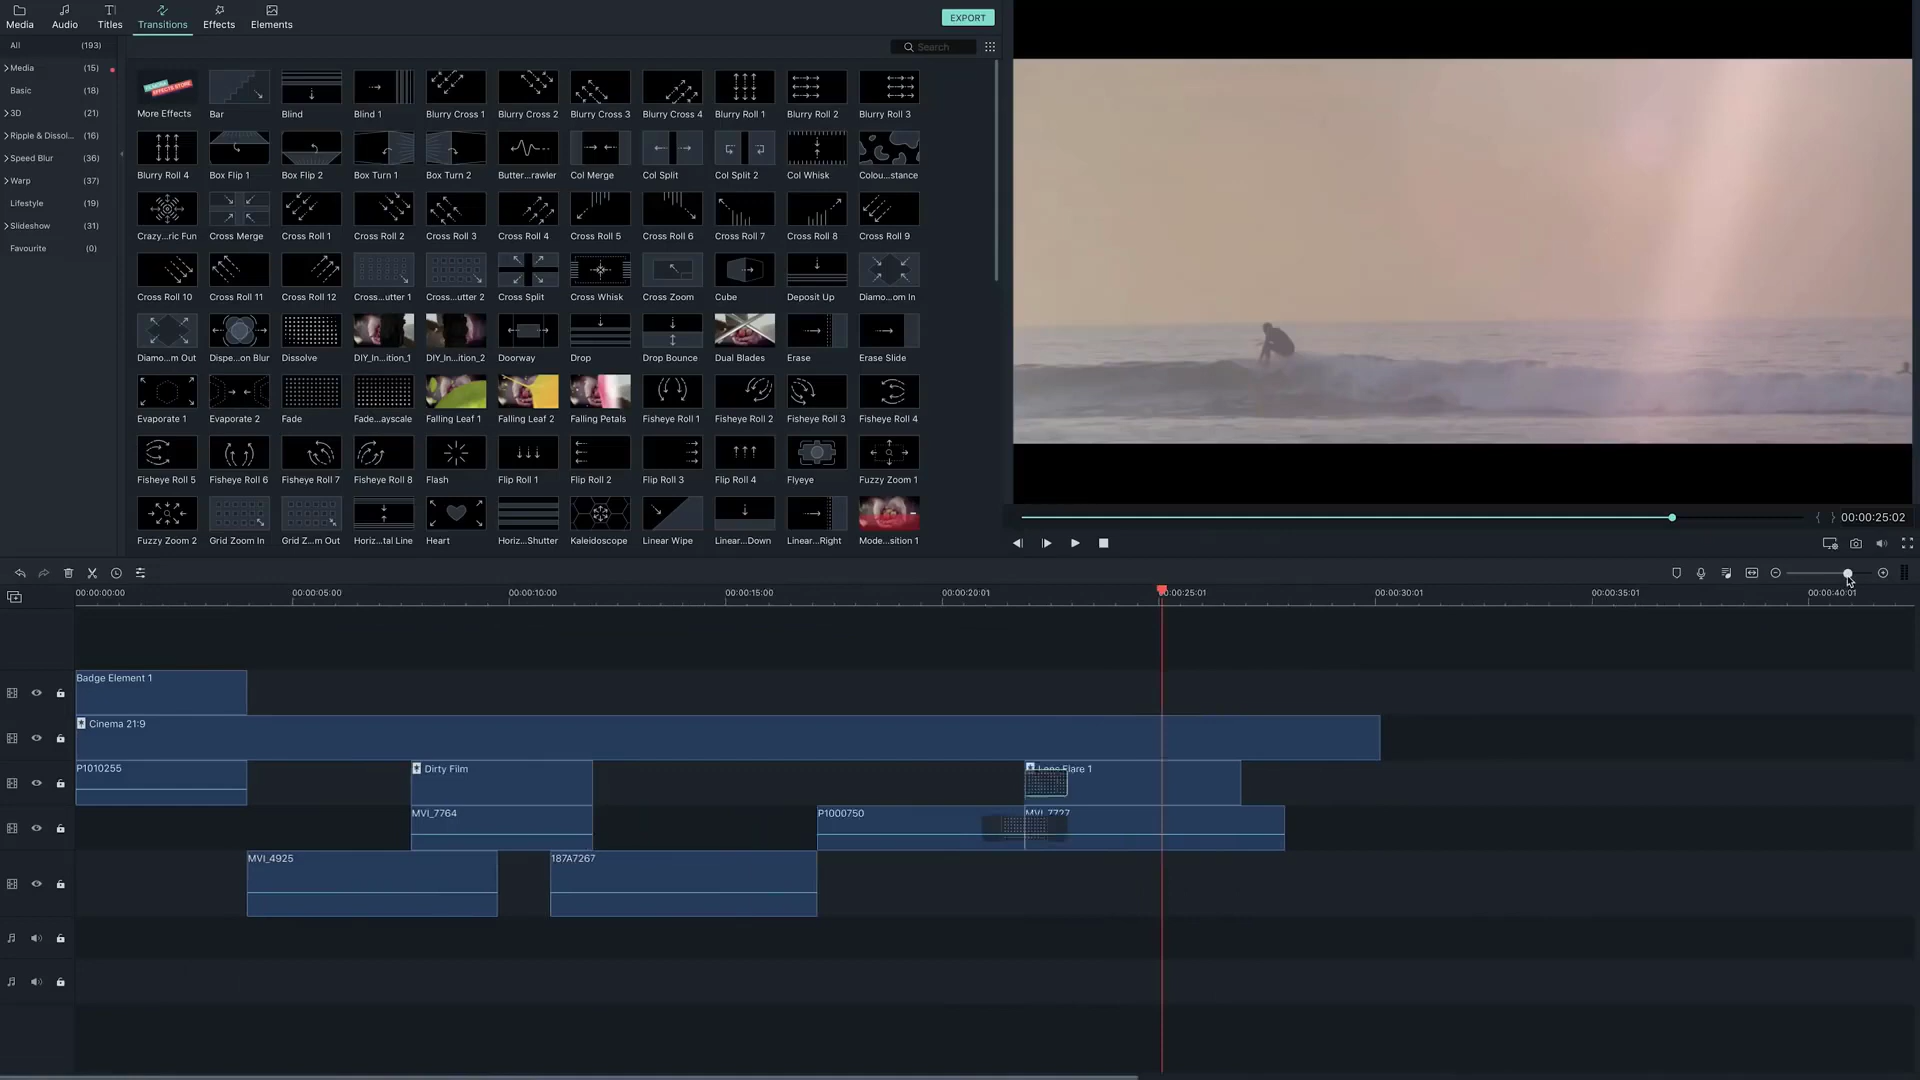 Media Audio Titles Transitions Effects Elements EXPORT
All (193)
Search
Media (15)
Basic (18)
3D (21)
Ripple & Dissol... (16)
Speed Blur (36)
Warp (37)
Lifestyle (19)
Slideshow (31)
Favourite (0)
More Effects Bar Blind Blind 1 Blurry Cross 1 Blurry Cross 2 Blurry Cross 3 Blurry Cross 4 Blurry Roll 1 Blurry Roll 2 Blurry Roll 3
Blurry Roll 4 Box Flip 1 Box Flip 2 Box Turn 1 Box Turn 2 Butter...rawler Col Merge Col Split Col Split 2 Col Whisk Colou...stance
Crazy...ric Fun Cross Merge Cross Roll 1 Cross Roll 2 Cross Roll 3 Cross Roll 4 Cross Roll 5 Cross Roll 6 Cross Roll 7 Cross Roll 8 Cross Roll 9
Cross Roll 10 Cross Roll 11 Cross Roll 12 Cross...utter 1 Cross...utter 2 Cross Split Cross Whisk Cross Zoom Cube Deposit Up Diamo...om In
Diamo...m Out Dispe...on Blur Dissolve DIY_In...ition_1 DIY_In...ition_2 Doorway Drop Drop Bounce Dual Blades Erase Erase Slide
Evaporate 1 Evaporate 2 Fade Fade...ayscale Falling Leaf 1 Falling Leaf 2 Falling Petals Fisheye Roll 1 Fisheye Roll 2 Fisheye Roll 3 Fisheye Roll 4
Fisheye Roll 5 Fisheye Roll 6 Fisheye Roll 7 Fisheye Roll 8 Flash Flip Roll 1 Flip Roll 2 Flip Roll 3 Flip Roll 4 Flyeye Fuzzy Zoom 1
Fuzzy Zoom 2 Grid Zoom In Grid Z...m Out Horiz...tal Line Heart Horiz...Shutter Kaleidoscope Linear Wipe Linear...Down Linear...Right Mode...sition 1
{ } 00:00:25:02
00:00:00:00 00:00:05:00 00:00:10:00 00:00:15:00 00:00:20:01 00:00:25:01 00:00:30:01 00:00:35:01 00:00:40:01
Badge Element 1
Cinema 21:9
P1010255 Dirty Film Lens Flare 1
MVI_7764 P1000750 MVI_7727
MVI_4925 187A7267